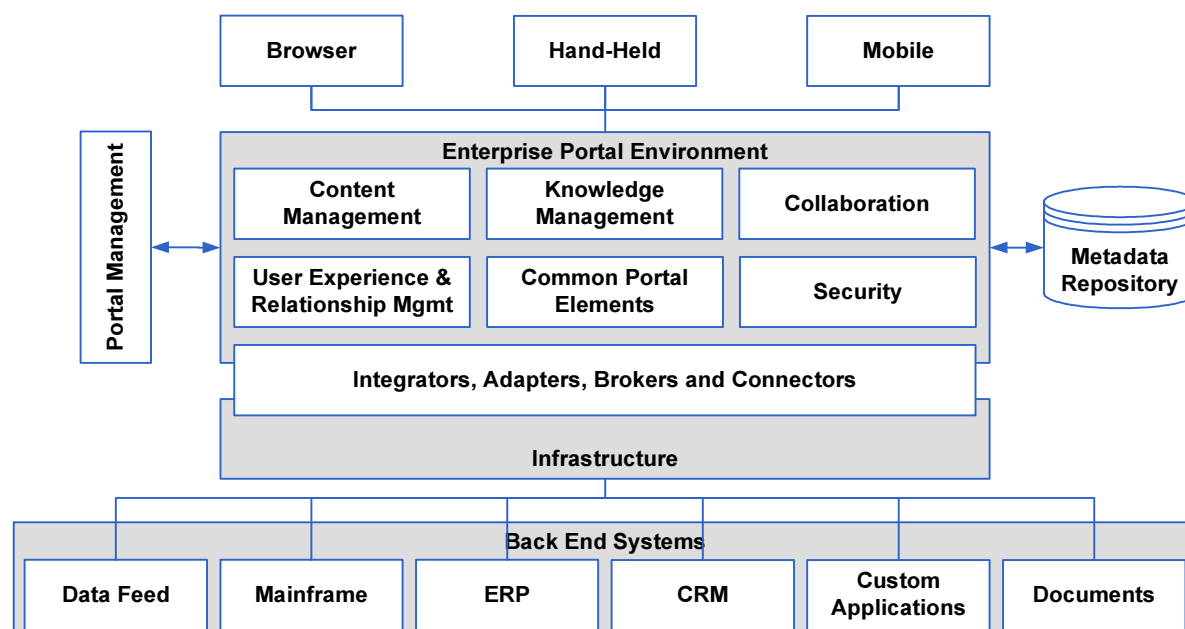 Browser
Hand-Held
Mobile
Portal Management
Enterprise Portal Environment
Content
Management
Knowledge
Management
Collaboration
User Experience &
Relationship Mgmt
Common Portal
Elements
Security
Metadata
Repository
Integrators, Adapters, Brokers and Connectors
Infrastructure
Back End Systems
Data Feed
Mainframe
ERP
CRM
Custom
Applications
Documents